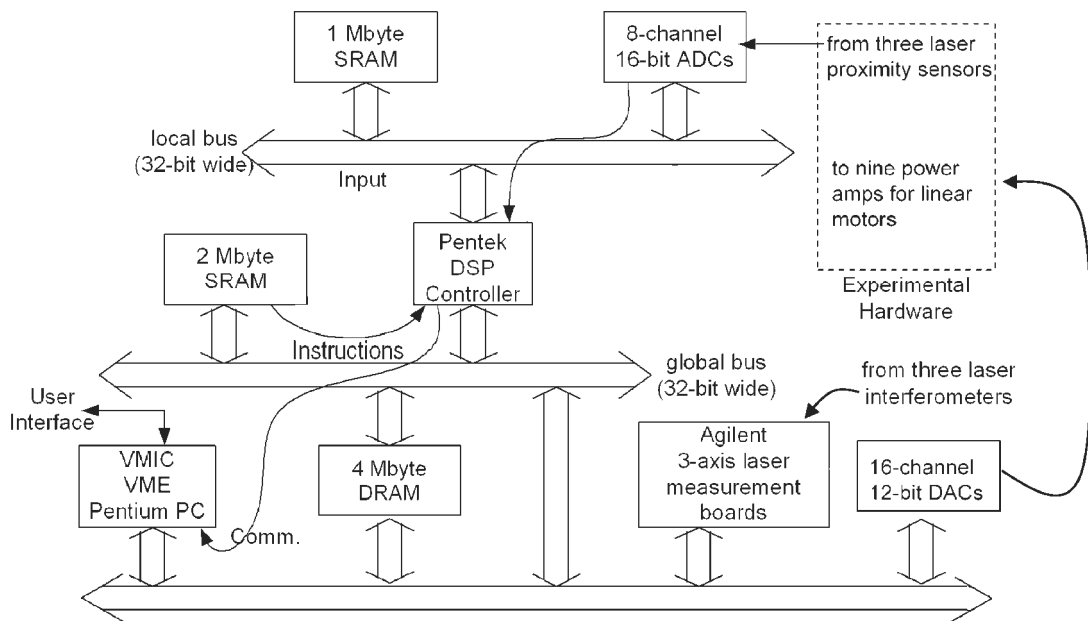 1 Mbyte
SRAM
8-channel
16-bit ADCs
from three laser
proximity sensors
local bus
(32-bit wide)
Input
to nine power
amps for linear
motors
2 Mbyte
SRAM
Pentek
DSP
Controller
Experimental
Hardware
Instructions
global bus
(32-bit wide)
from three laser
interferometers
User
Interface
VMIC
VME
Pentium PC
4 Mbyte
DRAM
Agilent
3-axis laser
measurement
boards
16-channel
12-bit DACs
Comm.